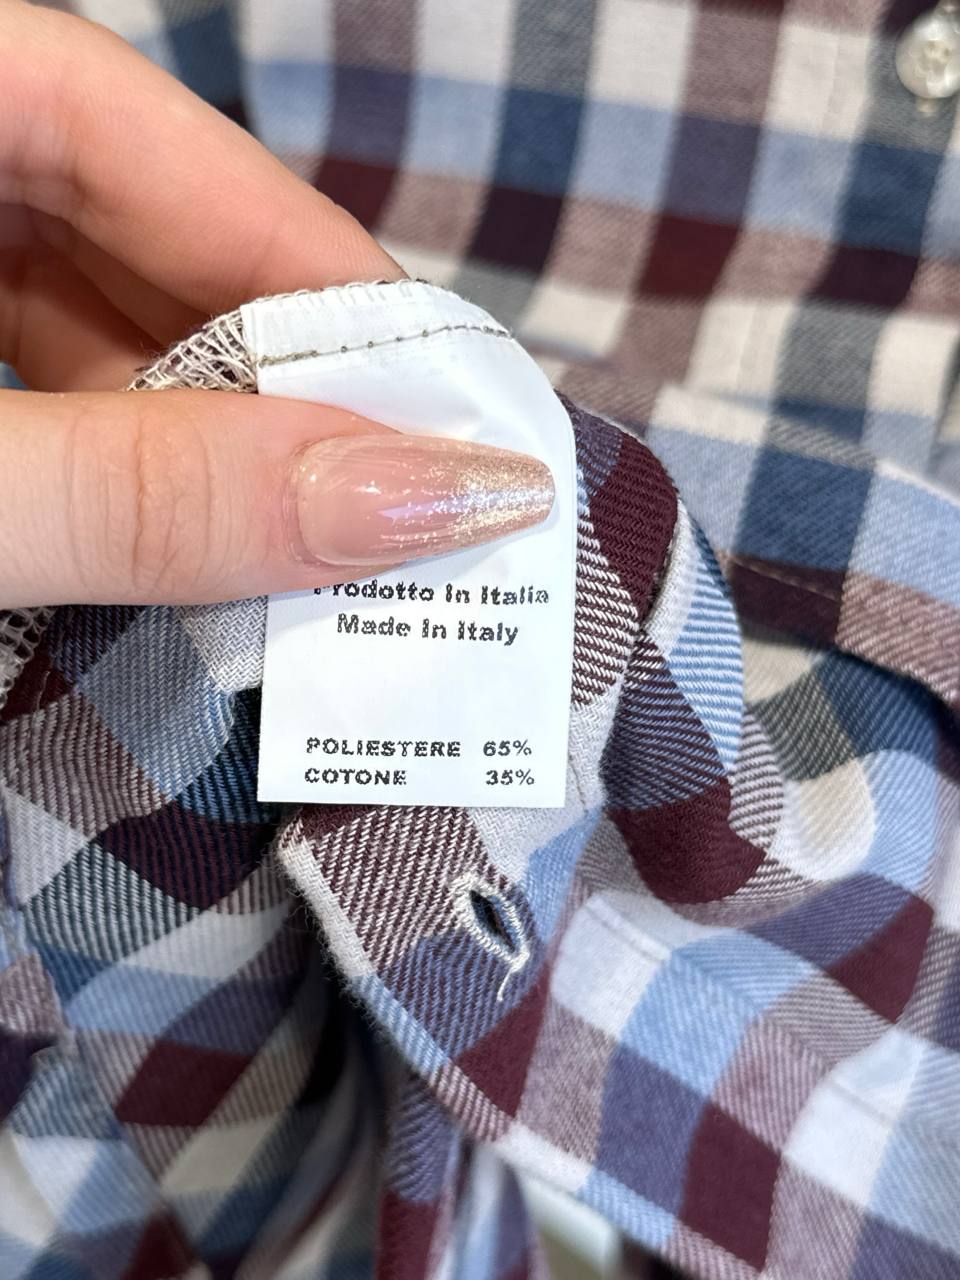 Prodotto In Italia
Made In Italy
POLIESTERE 65%
COTONE 35%